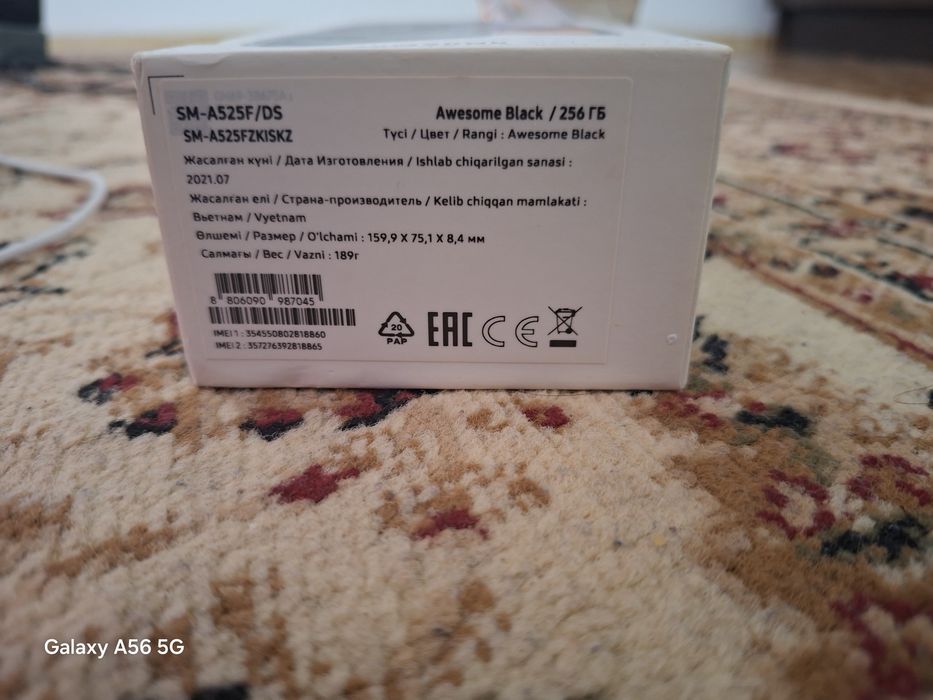 SM-A525F/DS
Awesome Black / 256 ГБ
SM-A525FZKISKZ
Түсі / Цвет / Rangi : Awesome Black
Жасалған күні / Дата Изготовления / Ishlab chiqarilgan sanasi :
2021.07
Жасалған елі / Страна-производитель / Kelib chiqqan mamlakati :
Вьетнам / Vyetnam
Өлшемі / Размер / O'lchami : 159,9 X 75,1 X 8,4 мм
Салмағы / Вес / Vazni : 189г
8 806090 987045
IMEI 1 : 354550802818860
IMEI 2 : 357276392818865
20
PAP
EAC
CE
Galaxy A56 5G